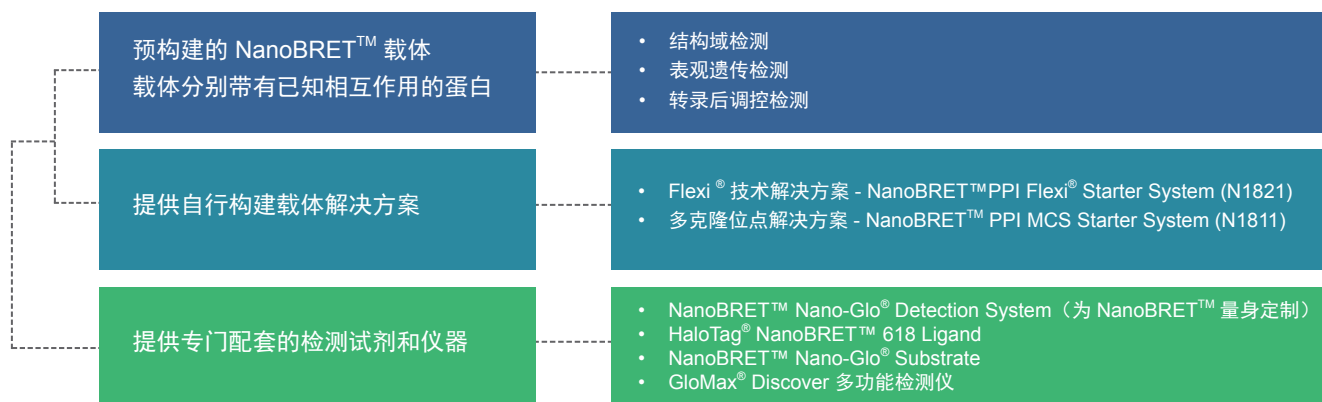 预构建的 NanoBRET™ 载体
载体分别带有已知相互作用的蛋白
• 结构域检测
• 表观遗传检测
• 转录后调控检测
提供自行构建载体解决方案
• Flexi ® 技术解决方案 - NanoBRET™PPI Flexi® Starter System (N1821)
• 多克隆位点解决方案 - NanoBRET™ PPI MCS Starter System (N1811)
提供专门配套的检测试剂和仪器
• NanoBRET™ Nano-Glo® Detection System（为 NanoBRET™ 量身定制）
• HaloTag® NanoBRET™ 618 Ligand
• NanoBRET™ Nano-Glo® Substrate
• GloMax® Discover 多功能检测仪